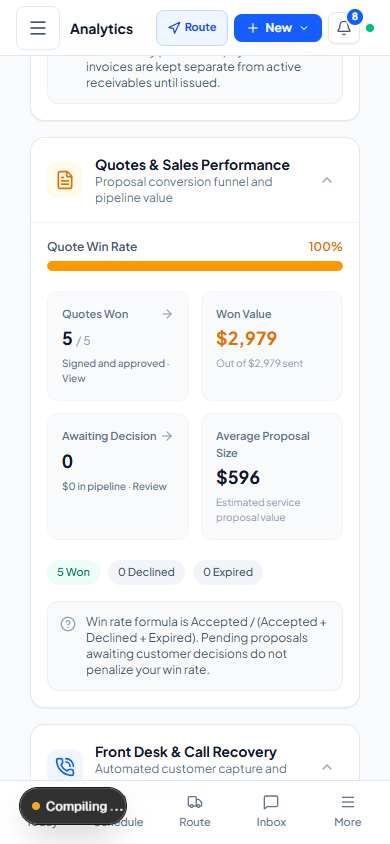 Analytics
Route
New
8
invoices are kept separate from active
receivables until issued.
Quotes & Sales Performance
Proposal conversion funnel and
pipeline value
Quote Win Rate
100%
Quotes Won
5 / 5
Signed and approved ·
View
Won Value
$2,979
Out of $2,979 sent
Awaiting Decision
0
$0 in pipeline · Review
Average Proposal
Size
$596
Estimated service
proposal value
5 Won
0 Declined
0 Expired
Win rate formula is Accepted / (Accepted +
Declined + Expired). Pending proposals
awaiting customer decisions do not
penalize your win rate.
Front Desk & Call Recovery
Automated customer capture and
Compiling ...
Route
Inbox
More